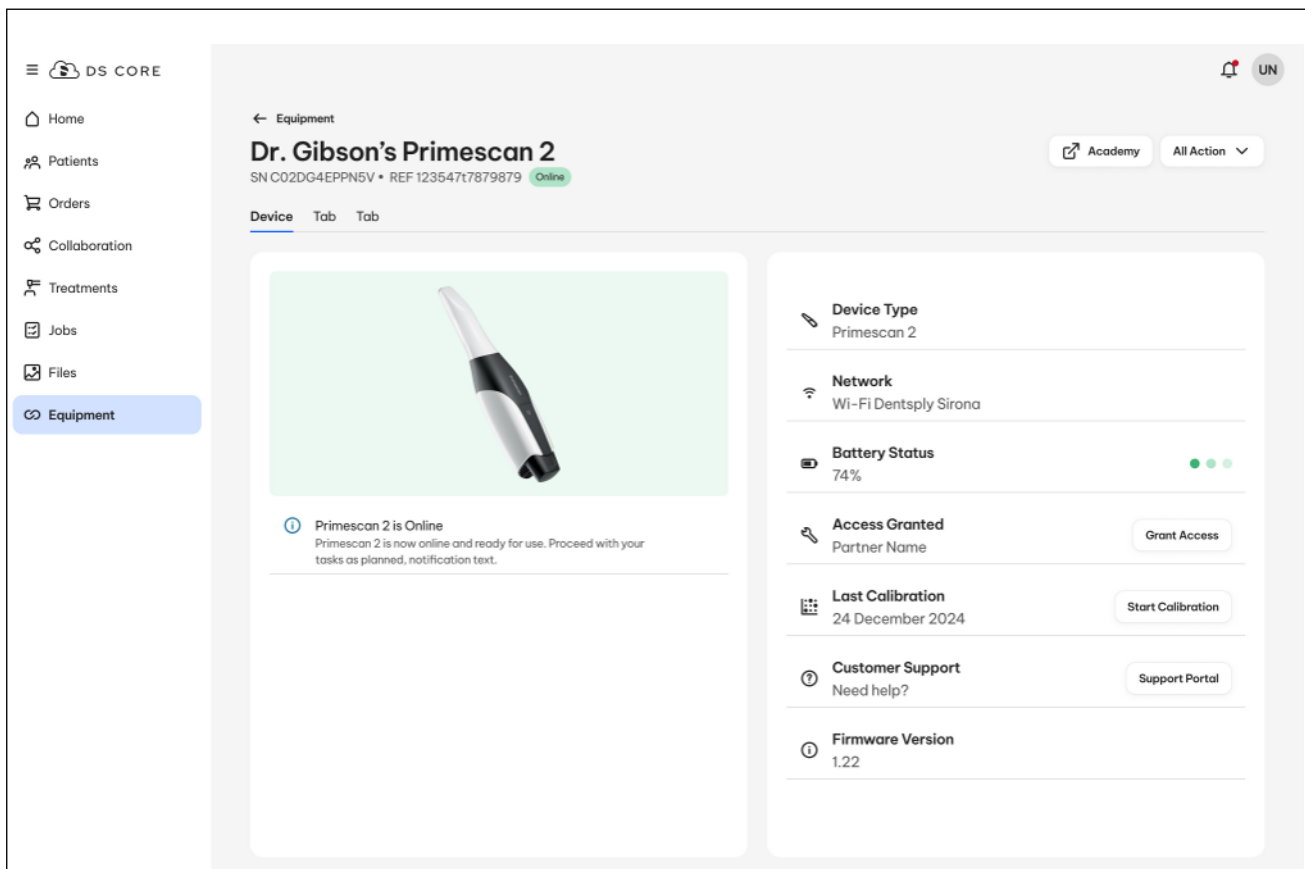 DS CORE
UN
Home
Patients
Orders
Collaboration
Treatments
Jobs
Files
Equipment
Equipment
Dr. Gibson’s Primescan 2
SN C02DG4EPPN5V • REF 123547t7879879 Online
Academy
All Action
Device Tab Tab
Primescan 2 is Online
Primescan 2 is now online and ready for use. Proceed with your
tasks as planned, notification text.
Device Type
Primescan 2
Network
Wi-Fi Dentsply Sirona
Battery Status
74%
Access Granted
Partner Name
Grant Access
Last Calibration
24 December 2024
Start Calibration
Customer Support
Need help?
Support Portal
Firmware Version
1.22